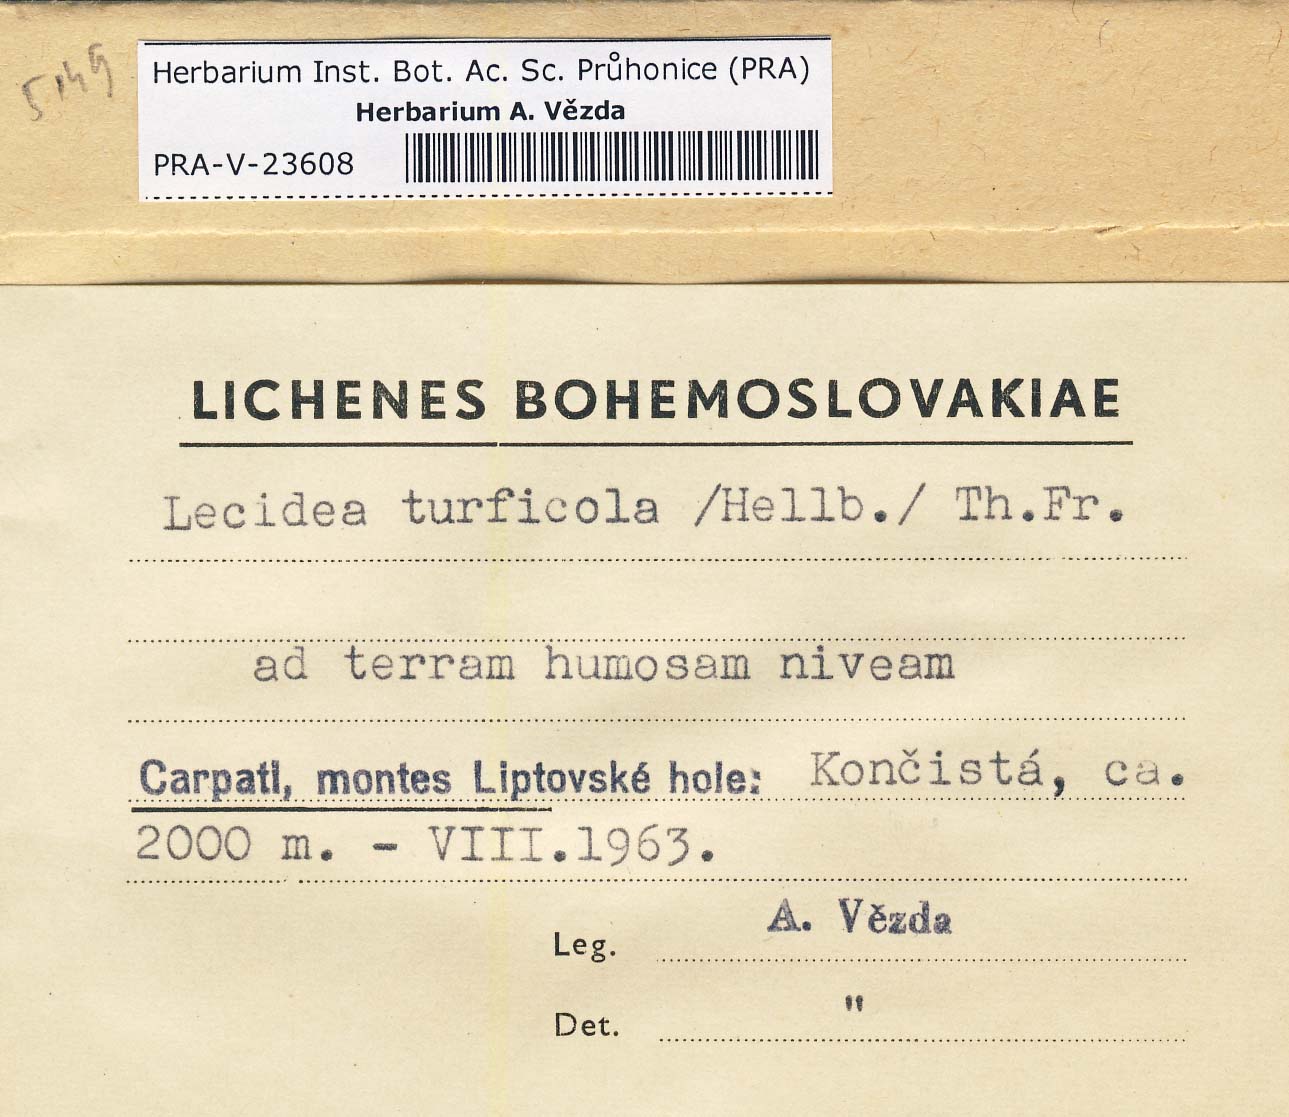 Herbarium Inst. Bot. Ac. Sc. Průhonice (PRA)
Herbarium A. Vězda
PRA-V-23608
LICHENES BOHEMOSLOVAKIAE
Lecidea turficola /Hellb./ Th.Fr.
ad terram humosam niveam
Carpati, montes Liptovské hole: Končistá, ca.
2000 m. - VIII.1963.
A. Vězda
Leg.
"
Det.